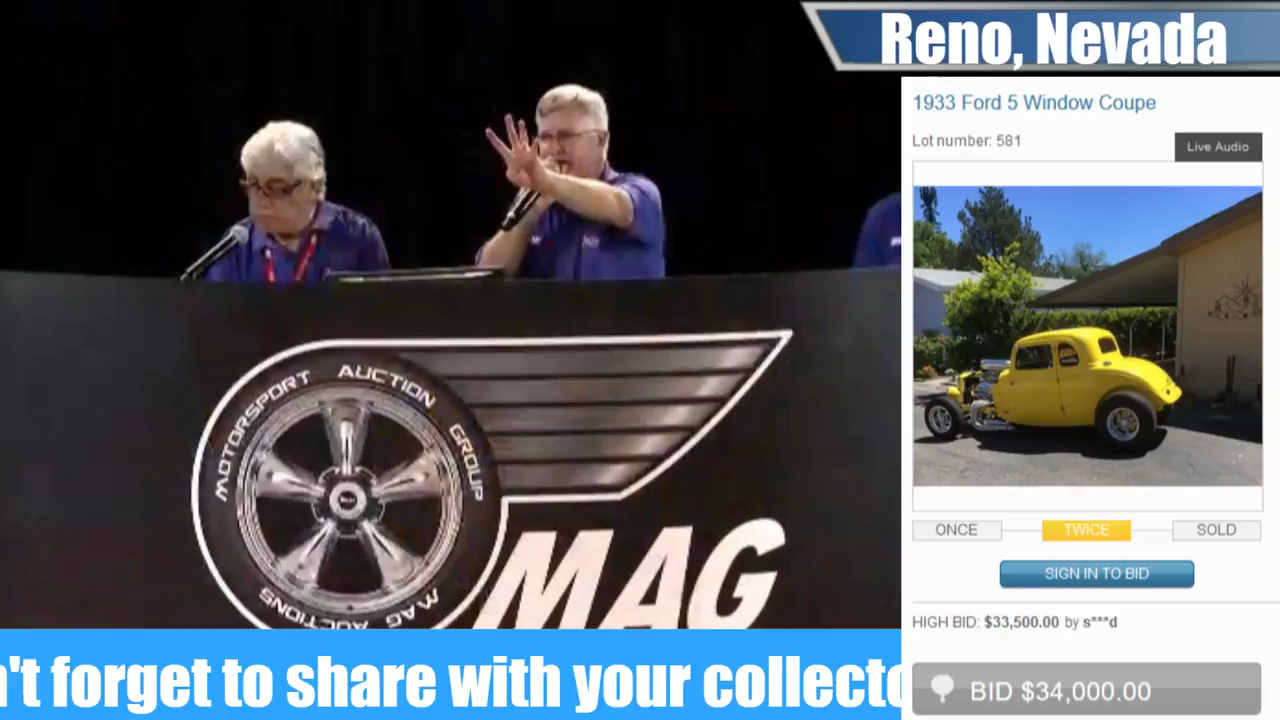 Reno, Nevada
1933 Ford 5 Window Coupe
Lot number: 581
Live Audio
ONCE
TWICE
SOLD
SIGN IN TO BID
HIGH BID: $33,500.00 by s***d
BID $34,000.00
MOTORSPORT AUCTION GROUP
MAG AUCTIONS
MAG
n't forget to share with your collecto